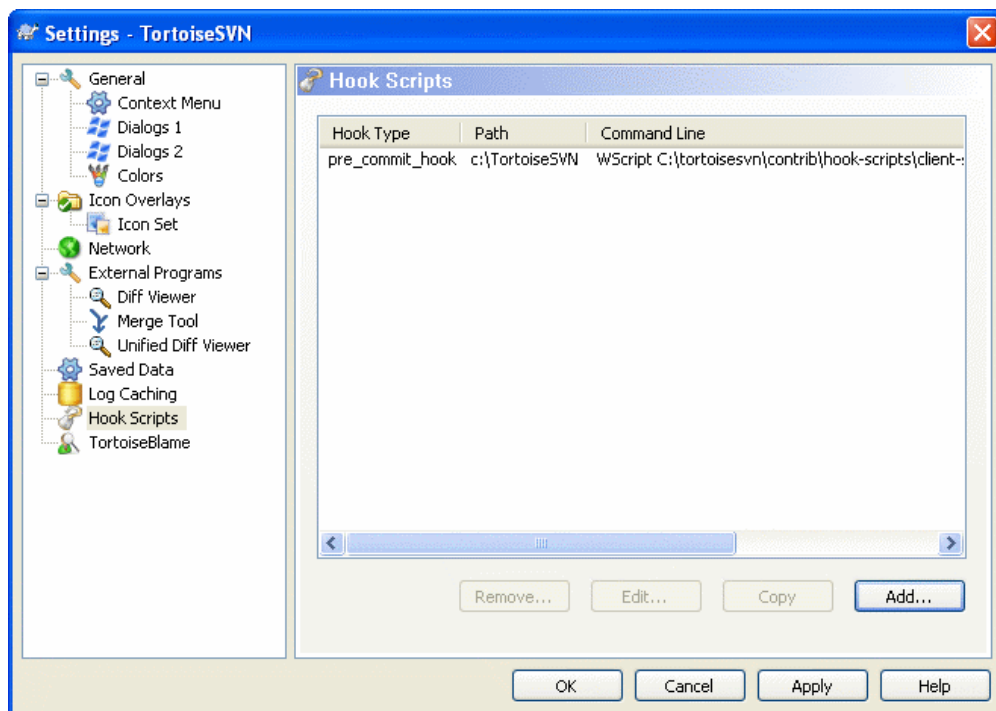 Settings - TortoiseSVN
General
Context Menu
Dialogs 1
Dialogs 2
Colors
Icon Overlays
Icon Set
Network
External Programs
Diff Viewer
Merge Tool
Unified Diff Viewer
Saved Data
Log Caching
Hook Scripts
TortoiseBlame
Hook Scripts
Hook Type Path Command Line
pre_commit_hook c:\TortoiseSVN WScript C:\tortoisesvn\contrib\hook-scripts\client-
Remove... Edit... Copy Add...
OK Cancel Apply Help